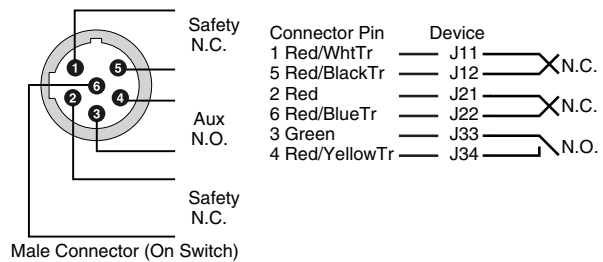 Safety
N.C.
Aux
N.O.
Safety
N.C.
1
5
6
2
4
3
Male Connector (On Switch)
Connector Pin Device
1 Red/WhtTr J11
5 Red/BlackTr J12
N.C.
2 Red J21
6 Red/BlueTr J22
N.C.
3 Green J33
4 Red/YellowTr J34
N.O.